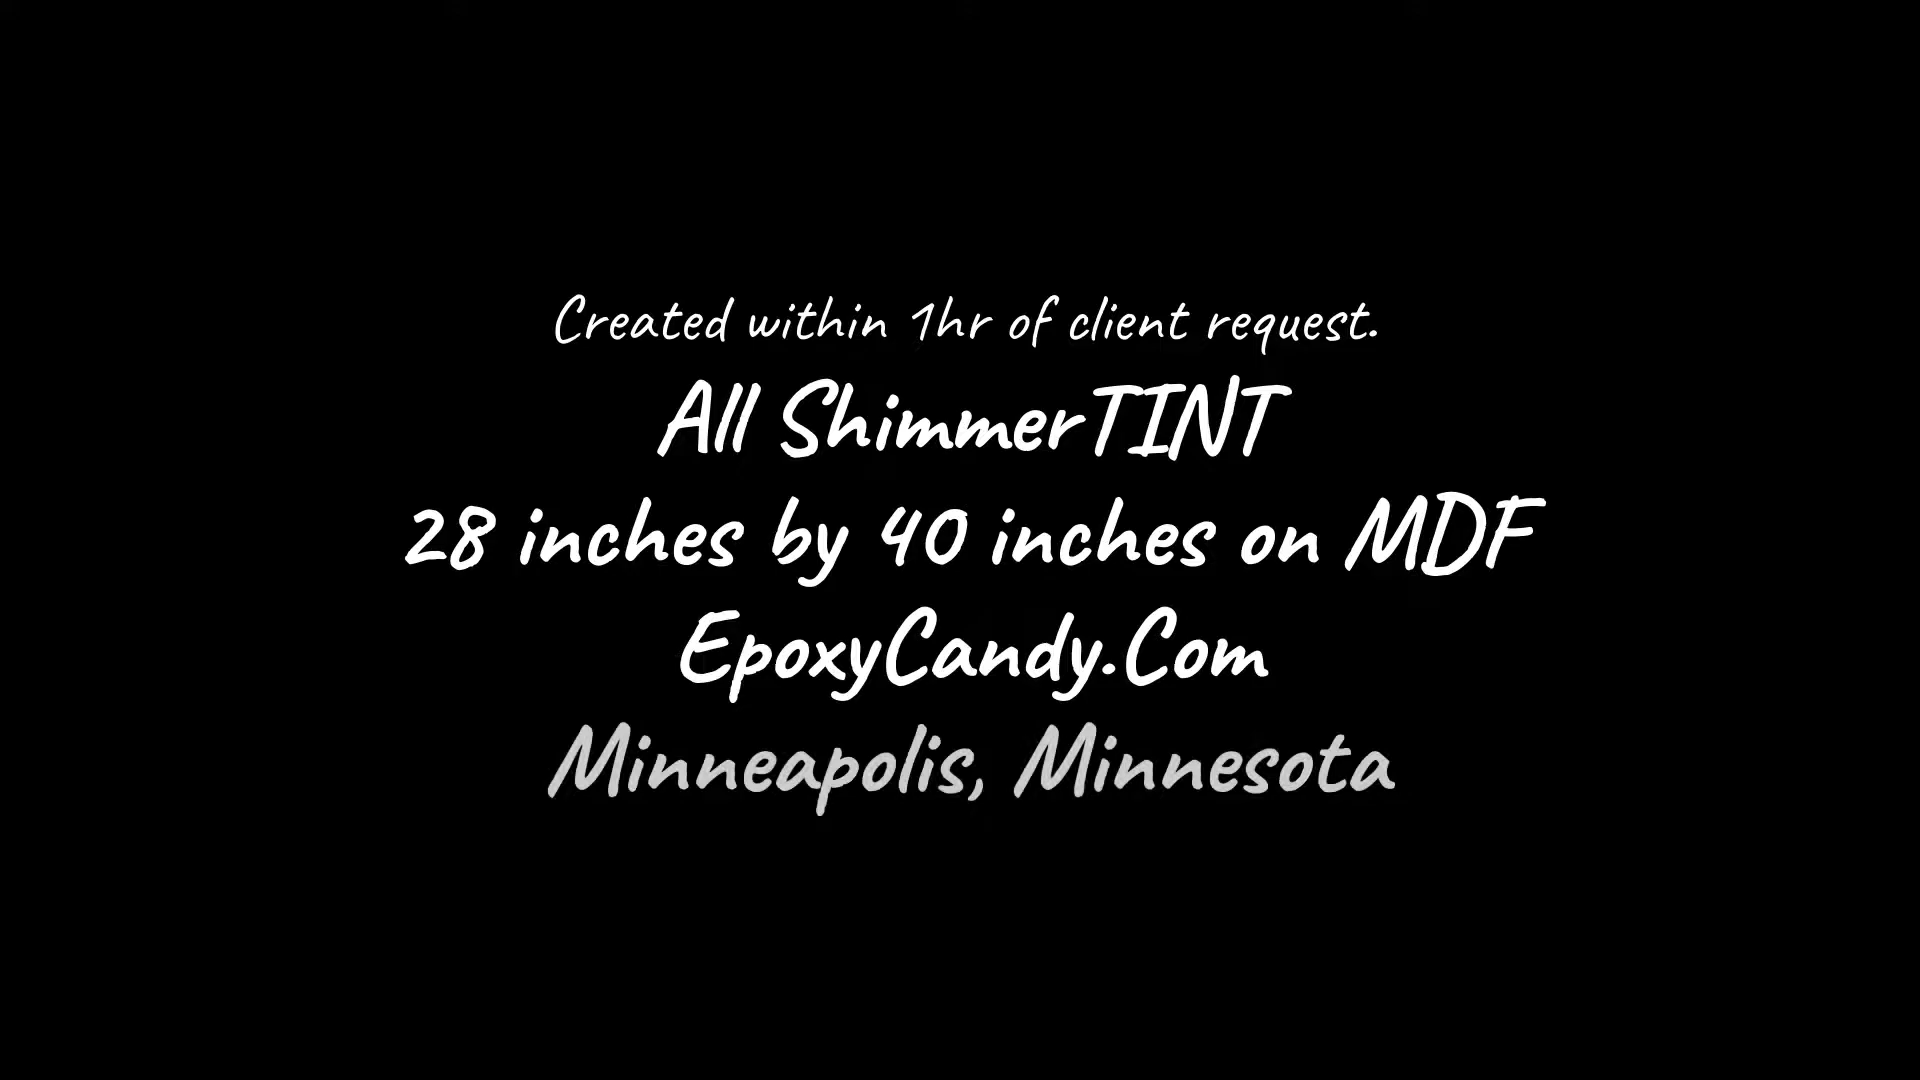 Created within 1hr of client request.
All ShimmerTINT
28 inches by 40 inches on MDF
EpoxyCandy.Com
Minneapolis, Minnesota